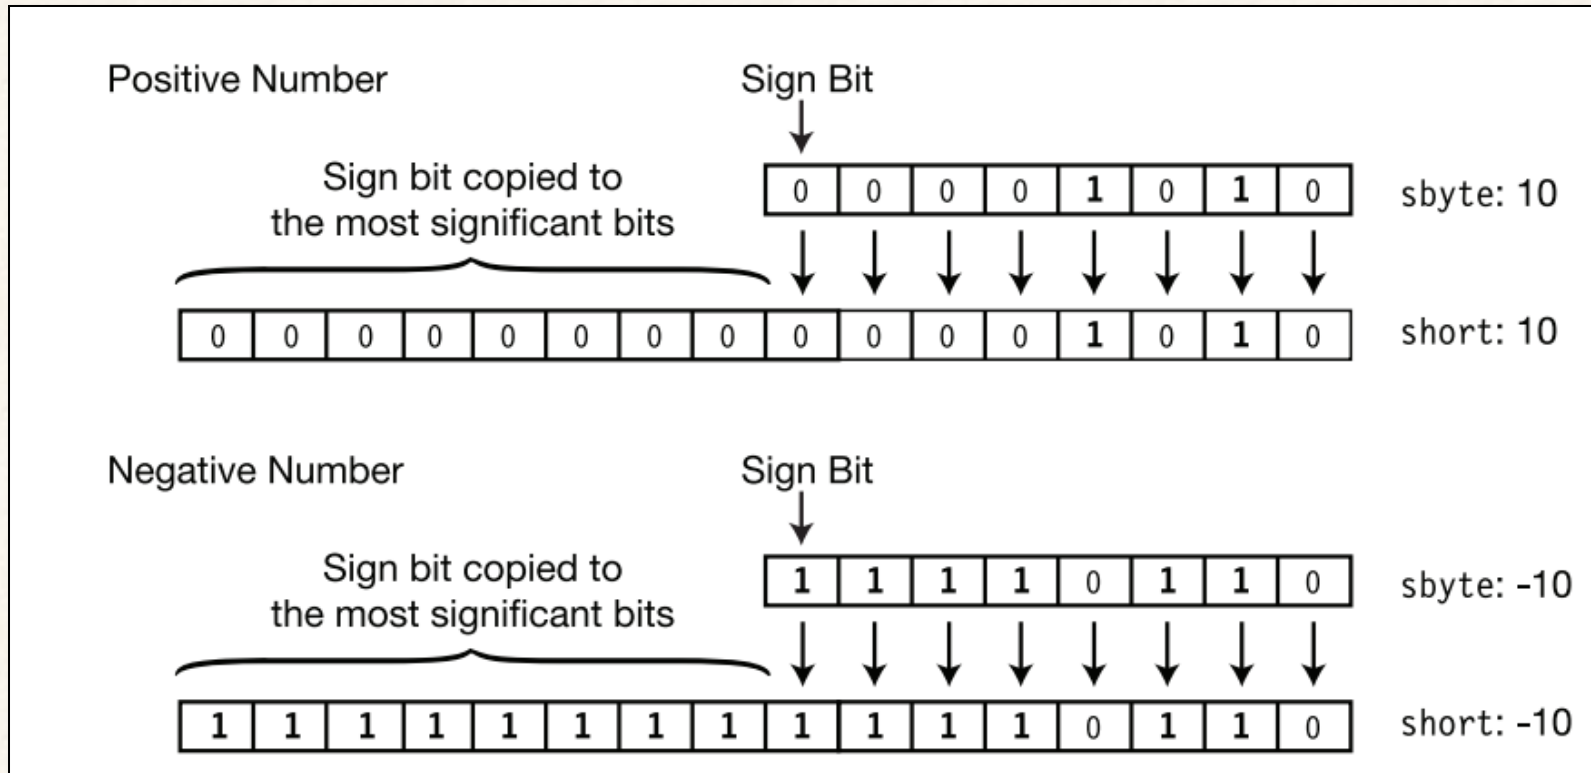 Positive Number
Sign Bit
Sign bit copied to
the most significant bits
0 0 0 0 1 0 1 0 sbyte: 10
0 0 0 0 0 0 0 0 0 0 0 0 1 0 1 0 short: 10
Negative Number
Sign Bit
Sign bit copied to
the most significant bits
1 1 1 1 0 1 1 0 sbyte: -10
1 1 1 1 1 1 1 1 1 1 1 1 0 1 1 0 short: -10